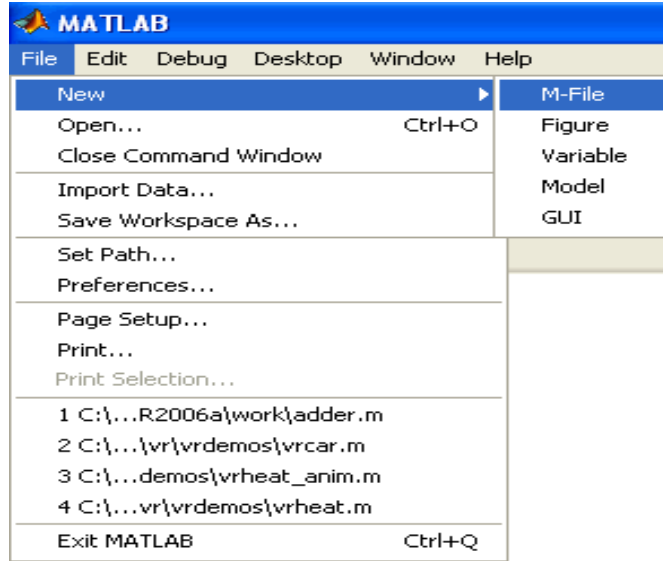 MATLAB
File Edit Debug Desktop Window Help
New
Open... Ctrl+O
Close Command Window
Import Data...
Save Workspace As...
Set Path...
Preferences...
Page Setup...
Print...
Print Selection...
1 C:\...R2006a\work\adder.m
2 C:\...\vr\vrdemos\vrcar.m
3 C:\...demos\vrheat_anim.m
4 C:\...vr\vrdemos\vrheat.m
Exit MATLAB Ctrl+Q
M-File
Figure
Variable
Model
GUI